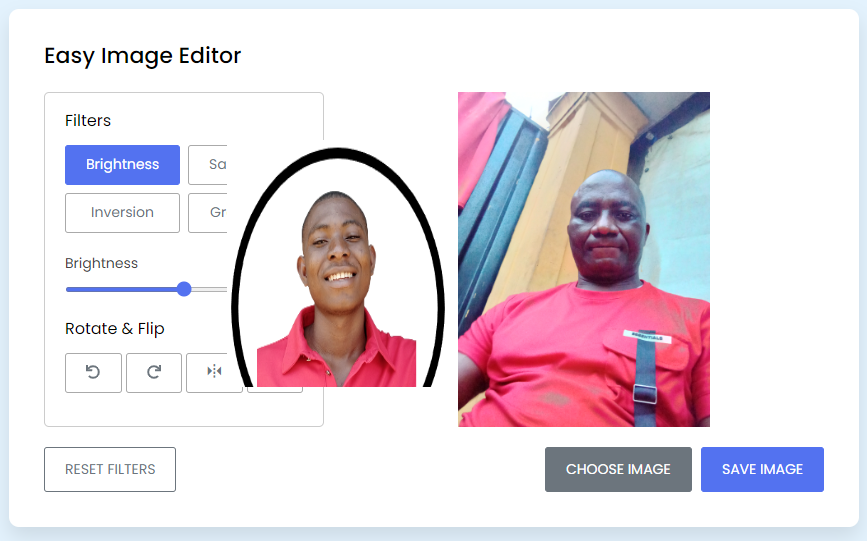 Easy Image Editor
Filters
Brightness
Sa
Inversion
Gr
Brightness
Rotate & Flip
RESET FILTERS
CHOOSE IMAGE
SAVE IMAGE